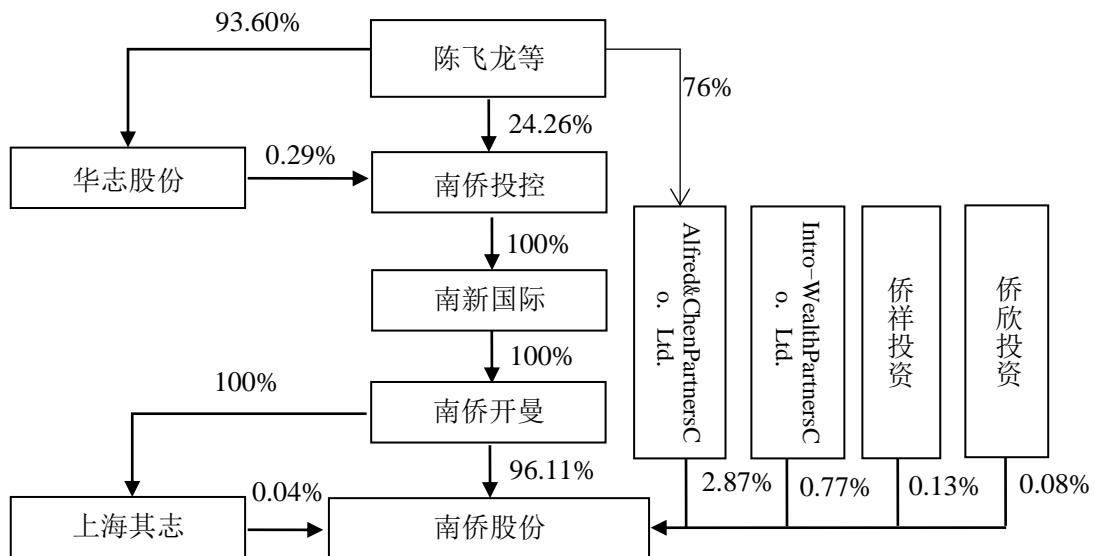 93.60%
陈飞龙等
76%
24.26%
华志股份
0.29%
南侨投控
100%
南新国际
100%
100%
南侨开曼
Alfred&ChenPartnersC
o. Ltd.
Intro-WealthPartnersC
o. Ltd.
侨祥投资
侨欣投资
96.11%
2.87%
0.77%
0.13%
0.08%
上海其志
0.04%
南侨股份